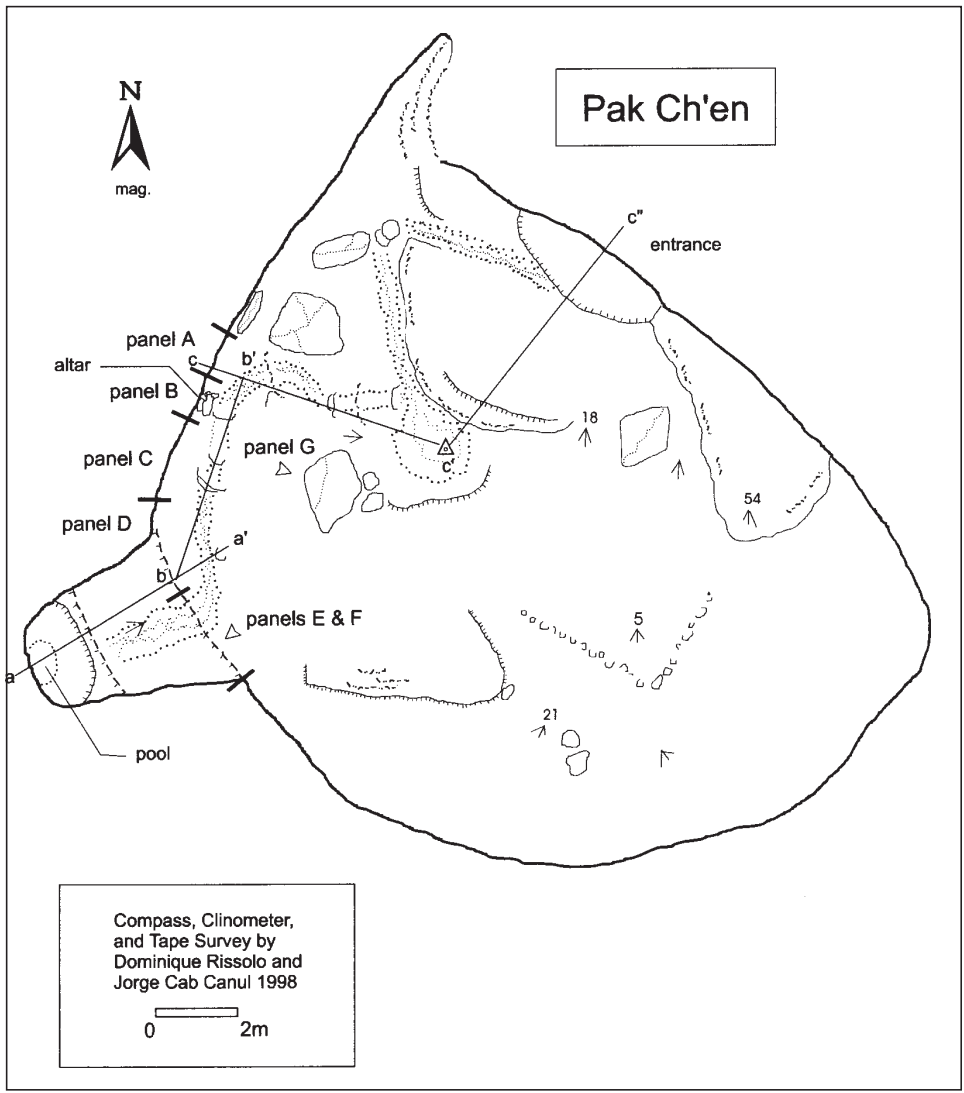 Pak Ch'en
N
mag.
c"
entrance
panel A
c
b'
altar
panel B
18
panel G
c'
panel C
54
panel D
a'
b
panels E & F
5
a
21
pool
Compass, Clinometer,
and Tape Survey by
Dominique Rissolo and
Jorge Cab Canul 1998
0 2m